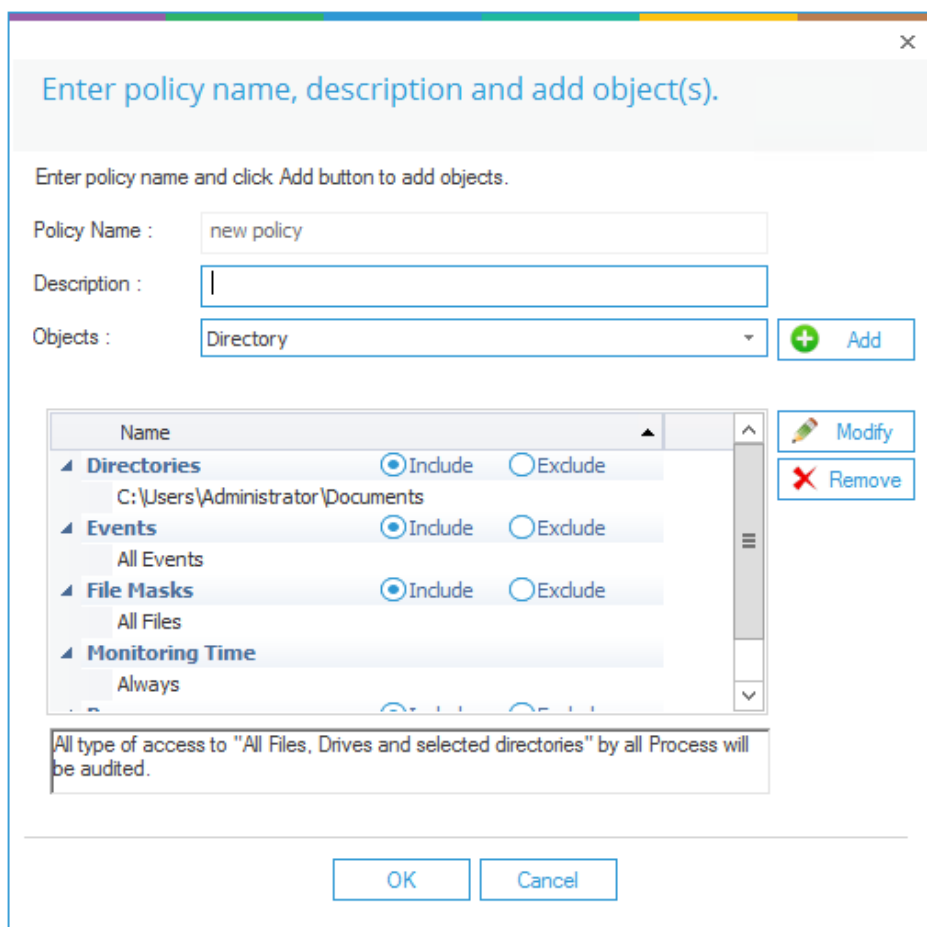 Enter policy name, description and add object(s).
Enter policy name and click Add button to add objects.
Policy Name : new policy
Description :
Objects : Directory Add
Name Modify
Directories Include Exclude Remove
C:\Users\Administrator\Documents
Events Include Exclude
All Events
File Masks Include Exclude
All Files
Monitoring Time
Always
All type of access to "All Files, Drives and selected directories" by all Process will
be audited.
OK Cancel